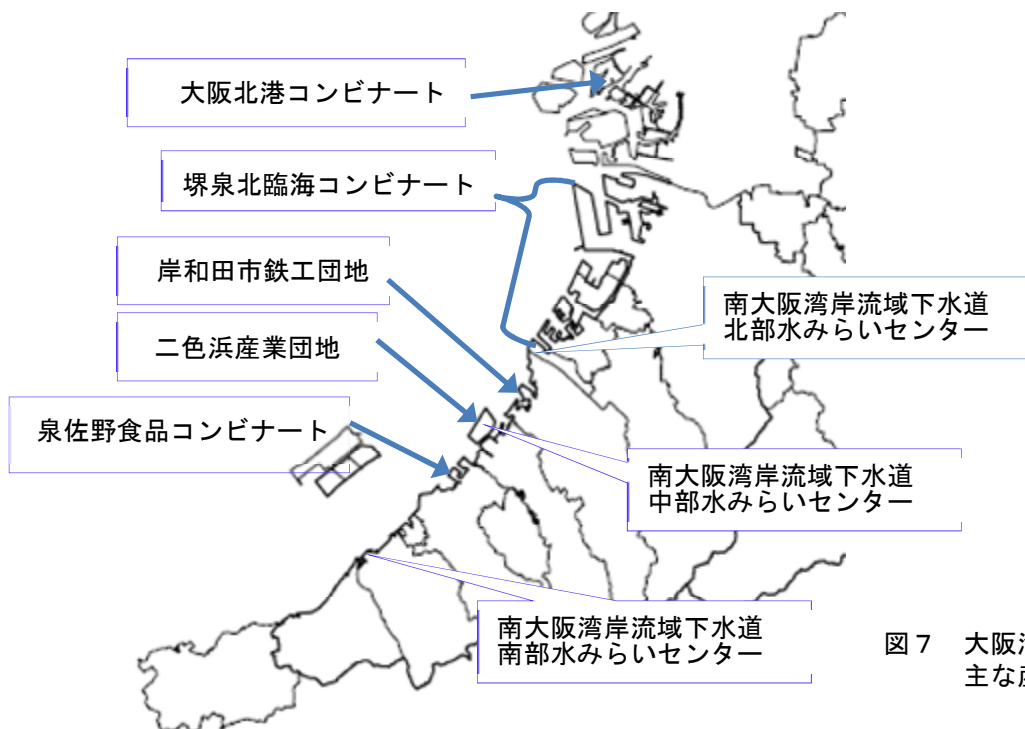 大阪北港コンビナート
堺泉北臨海コンビナート
岸和田市鉄工団地
二色浜産業団地
泉佐野食品コンビナート
南大阪湾岸流域下水道
北部水みらいセンター
南大阪湾岸流域下水道
中部水みらいセンター
南大阪湾岸流域下水道
南部水みらいセンター
図7 大阪
主な